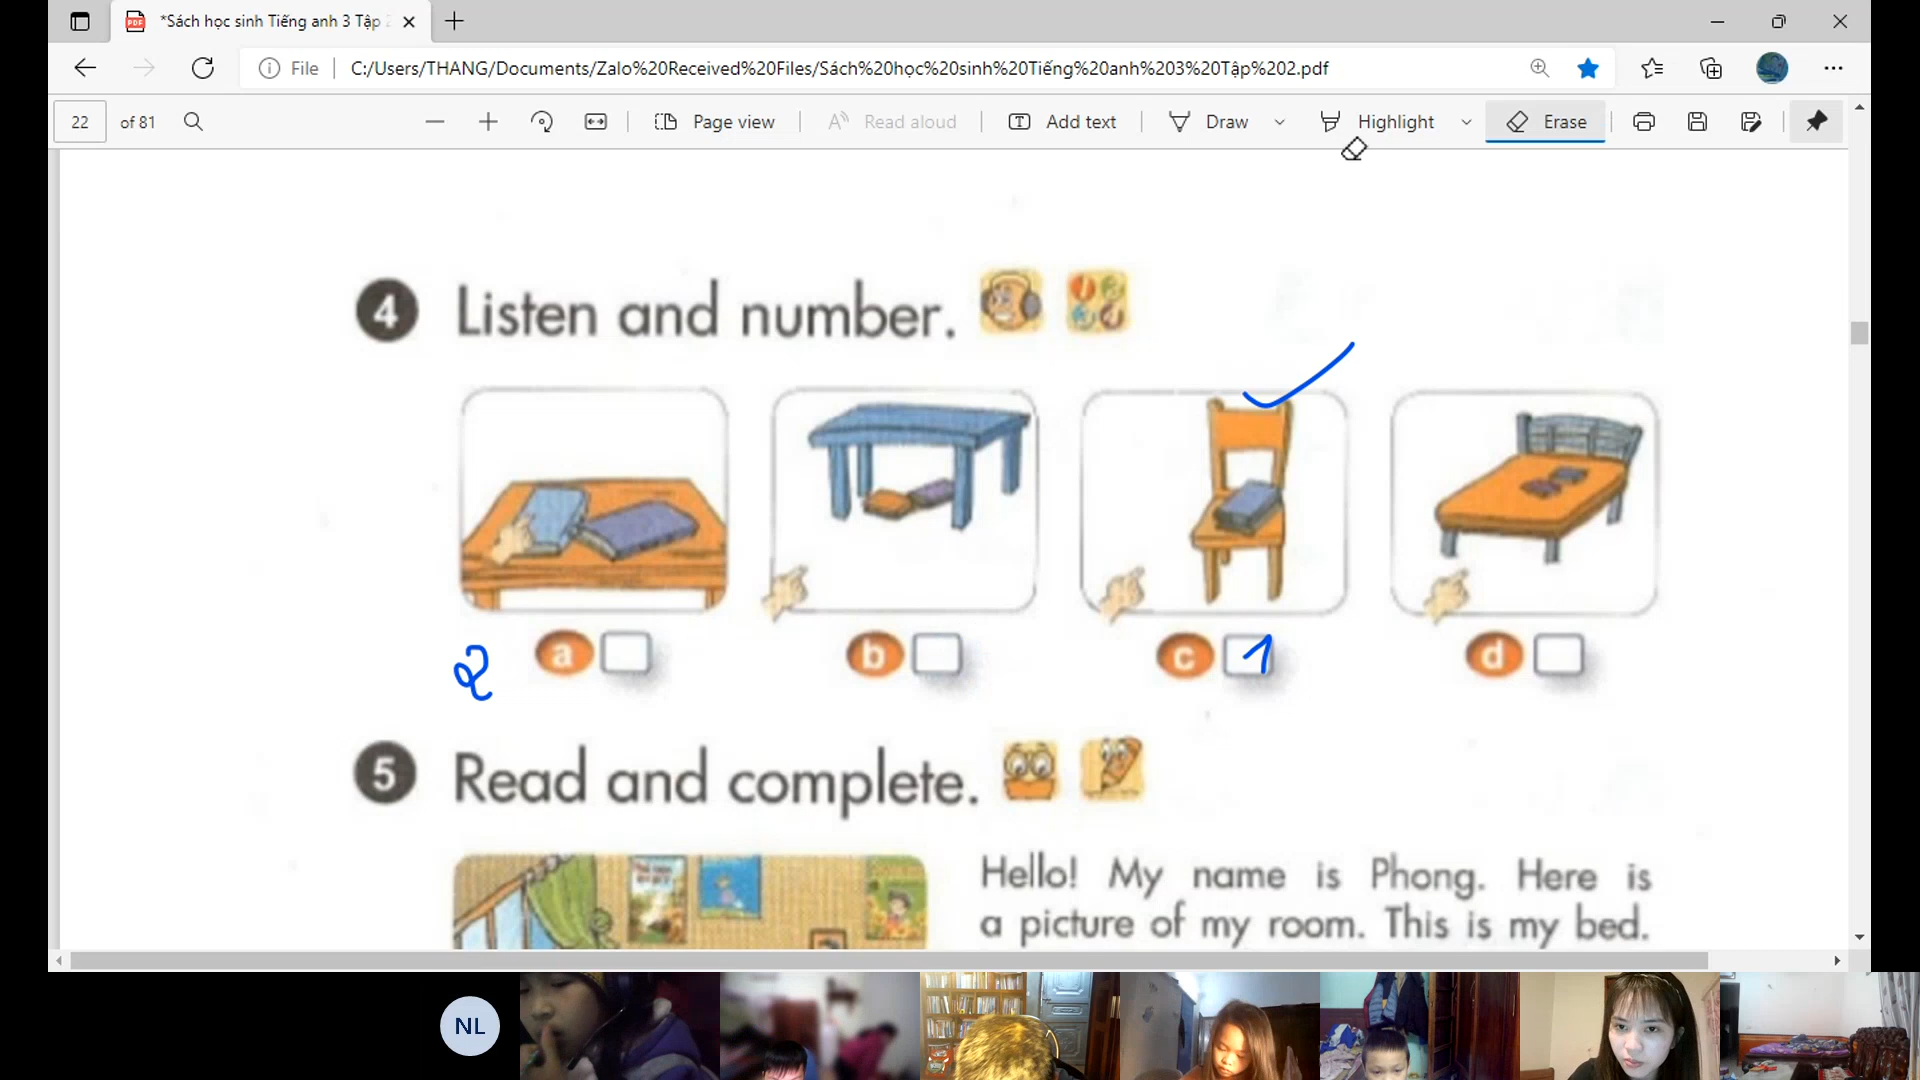 *Sách học sinh Tiếng anh 3 Tập 2
File
C:/Users/THANG/Documents/Zalo%20Received%20Files/Sách%20học%20sinh%20Tiếng%20anh%203%20Tập%202.pdf
22 of 81
Page view
Read aloud
Add text
Draw
Highlight
Erase
4 Listen and number.
2 a b c 1 d
5 Read and complete.
Hello! My name is Phong. Here is
a picture of my room. This is my bed.
NL